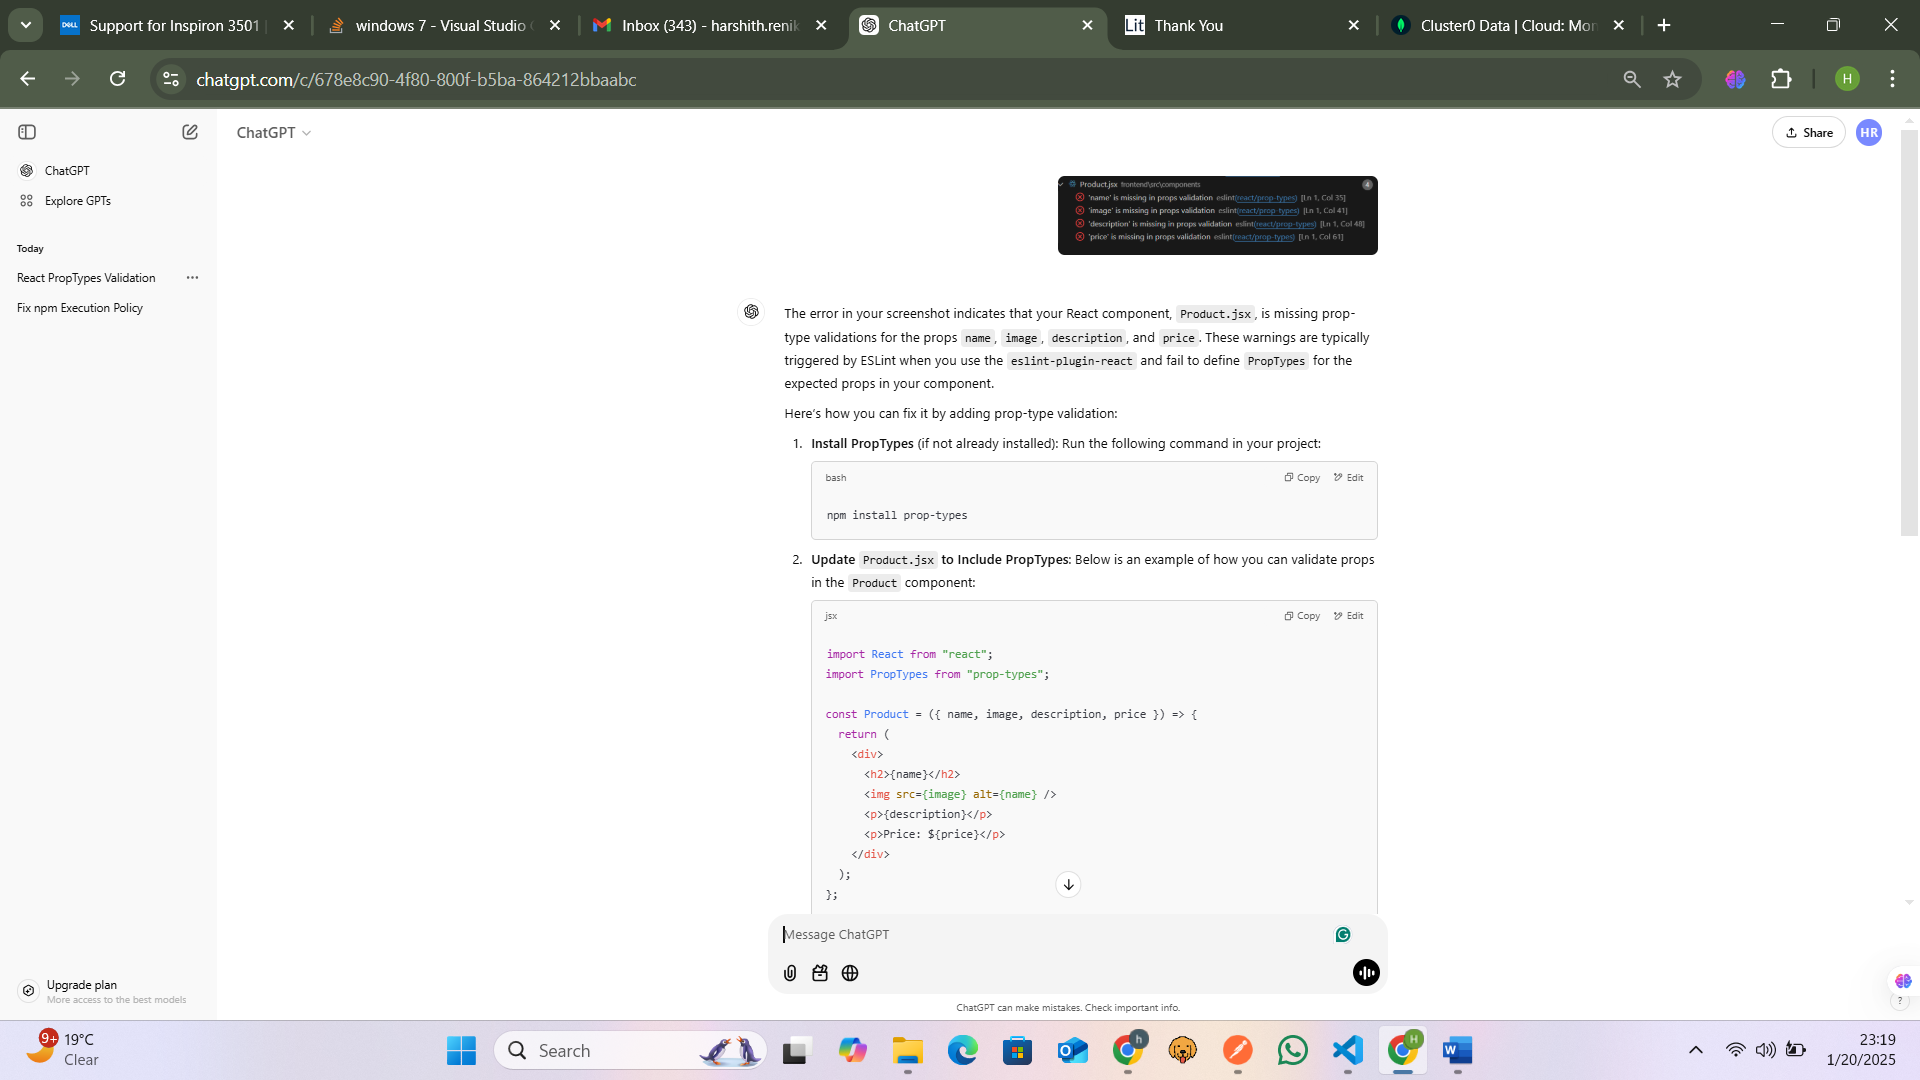 Support for Inspiron 3501
windows 7 - Visual Studio
Inbox (343) - harshith.renik
ChatGPT
Lit
Thank You
Cluster0 Data | Cloud: Mon
chatgpt.com/c/678e8c90-4f80-800f-b5ba-864212bbaabc
H
ChatGPT
Share
HR
ChatGPT
Explore GPTs
Today
React PropTypes Validation
Fix npm Execution Policy
Product.jsx frontend\src\components 4
'name' is missing in props validation eslint(react/prop-types) [Ln 1, Col 35]
'image' is missing in props validation eslint(react/prop-types) [Ln 1, Col 41]
'description' is missing in props validation eslint(react/prop-types) [Ln 1, Col 48]
'price' is missing in props validation eslint(react/prop-types) [Ln 1, Col 61]
The error in your screenshot indicates that your React component, Product.jsx, is missing prop-
type validations for the props name, image, description, and price. These warnings are typically
triggered by ESLint when you use the eslint-plugin-react and fail to define PropTypes for the
expected props in your component.
Here's how you can fix it by adding prop-type validation:
1. Install PropTypes (if not already installed): Run the following command in your project:
bash
Copy
Edit
npm install prop-types
2. Update Product.jsx to Include PropTypes: Below is an example of how you can validate props
in the Product component:
jsx
Copy
Edit
import React from "react";
import PropTypes from "prop-types";
const Product = ({ name, image, description, price }) => {
return (
<div>
<h2>{name}</h2>
<img src={image} alt={name} />
<p>{description}</p>
<p>Price: ${price}</p>
</div>
);
};
Message ChatGPT
ChatGPT can make mistakes. Check important info.
?
Upgrade plan
More access to the best models
9+
19°C
Clear
Search
h
H
23:19
1/20/2025